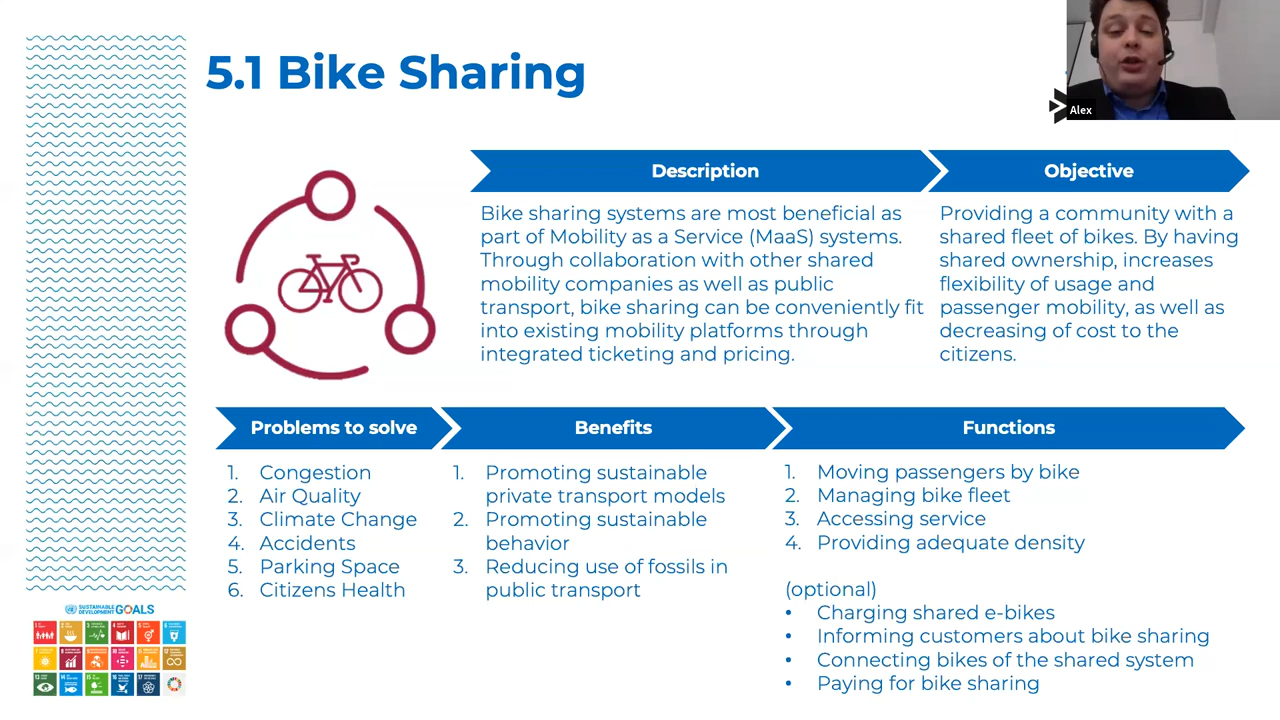 5.1 Bike Sharing
Alex
Description
Bike sharing systems are most beneficial as
part of Mobility as a Service (MaaS) systems.
Through collaboration with other shared
mobility companies as well as public
transport, bike sharing can be conveniently fit
into existing mobility platforms through
integrated ticketing and pricing.
Objective
Providing a community with a
shared fleet of bikes. By having
shared ownership, increases
flexibility of usage and
passenger mobility, as well as
decreasing of cost to the
citizens.
Problems to solve
1. Congestion
2. Air Quality
3. Climate Change
4. Accidents
5. Parking Space
6. Citizens Health
Benefits
1. Promoting sustainable
private transport models
2. Promoting sustainable
behavior
3. Reducing use of fossils in
public transport
Functions
1. Moving passengers by bike
2. Managing bike fleet
3. Accessing service
4. Providing adequate density
(optional)
• Charging shared e-bikes
• Informing customers about bike sharing
• Connecting bikes of the shared system
• Paying for bike sharing
SUSTAINABLE
DEVELOPMENT GOALS